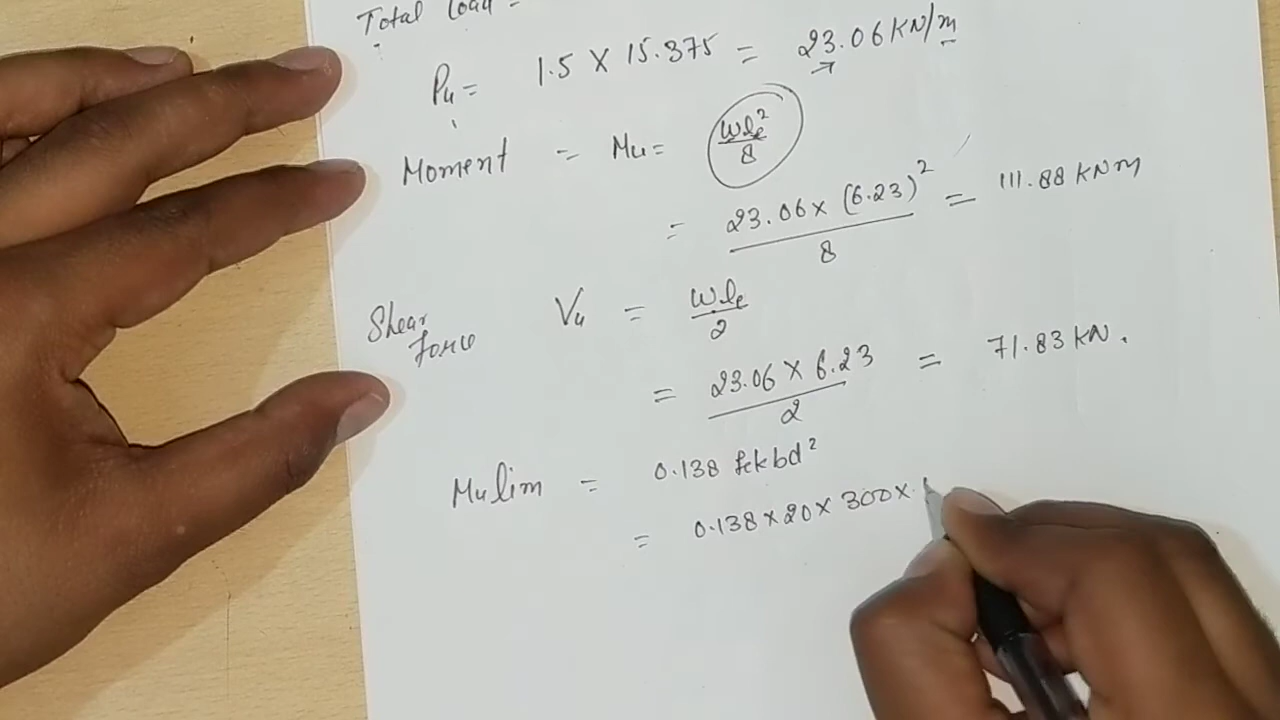 Total Load =
Pu = 1.5 X 15.375 = 23.06 KN/m
Moment = Mu = wle²/8
= 23.06 x (6.23)²/8 = 111.88 KNm
Shear force Vu = wle/2
= 23.06 X 6.23/2 = 71.83 KN.
Mulim = 0.138 fckbd²
= 0.138 x 20 x 300 x